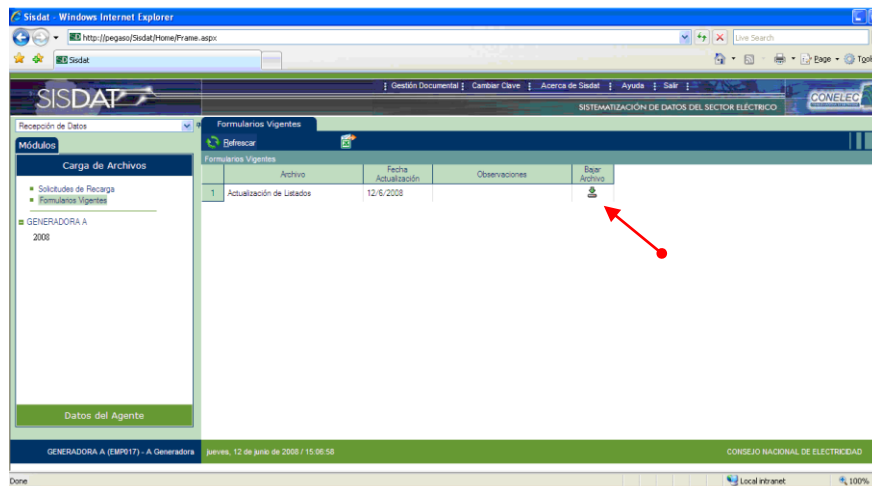 Sisdat - Windows Internet Explorer
http://pegaso/Sisdat/Home/Frame.aspx
Live Search
Sisdat
Page
SISDAT
Gestión Documental Cambiar Clave Acerca de Sisdat Ayuda Salir
SISTEMATIZACIÓN DE DATOS DEL SECTOR ELÉCTRICO
CONELEC
Recepción de Datos
Formularios Vigentes
Módulos
Refrescar
Formularios Vigentes
Carga de Archivos
Archivo
Fecha Actualización
Observaciones
Bajar Archivo
Solicitudes de Recarga
Formularios Vigentes
1 Actualización de Listados 12/6/2008
GENERADORA A
2008
Datos del Agente
GENERADORA A (EMP017) - A Generadora
jueves, 12 de junio de 2008 / 15:06:58
CONSEJO NACIONAL DE ELECTRICIDAD
Done
Local intranet
100%